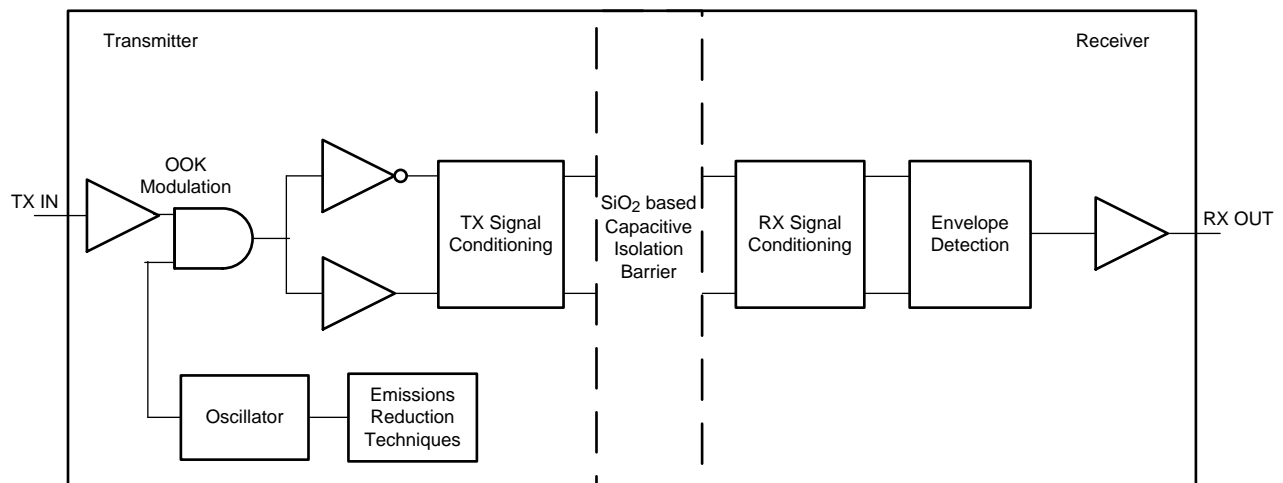 Transmitter
Receiver
OOK
Modulation
TX IN
TX Signal
Conditioning
SiO2 based
Capacitive
Isolation
Barrier
RX Signal
Conditioning
Envelope
Detection
RX OUT
Oscillator
Emissions
Reduction
Techniques